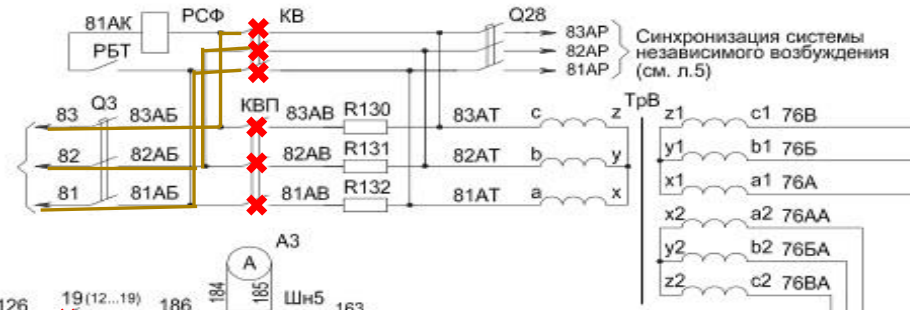 81АК РСФ КВ Q28
РБТ
83АР
82АР
81АР
Синхронизация системы
независимого возбуждения
(см. л.5)
83 Q3 83АБ КВП 83АВ R130 83АТ c z ТрВ z1 c1 76В
82 82АБ 82АВ R131 82АТ b y y1 b1 76Б
81 81АБ 81АВ R132 81АТ a x x1 a1 76А
x2 a2 76АА
y2 b2 76БА
z2 c2 76ВА
А3
А
184 185
126 19(12...19) 186 Шн5 163